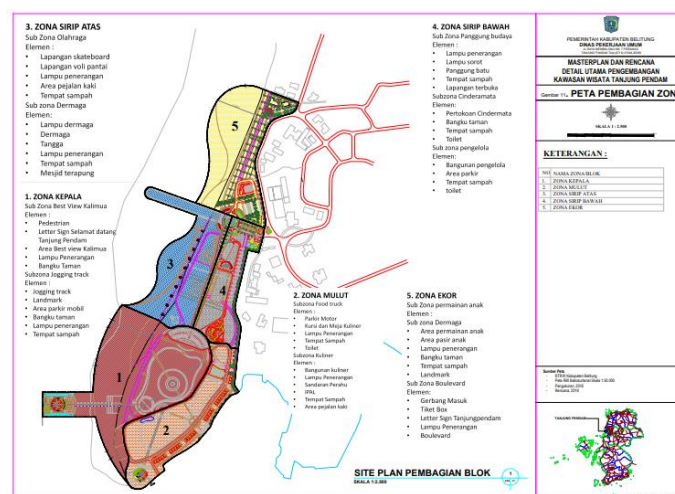 3. ZONA SIRIP ATAS
Sub Zona Olahraga
Elemen :
• Lapangan skateboard
• Lapangan voli pantai
• Lampu penerangan
• Area pejalan kaki
• Tempat sampah
Sub zona Dermaga
Elemen:
• Lampu dermaga
• Dermaga
• Tangga
• Lampu penerangan
• Tempat sampah
• Mesjid terapung
1. ZONA KEPALA
Sub Zona Best View Kalimua
Elemen :
• Pedestrian
• Letter Sign Selamat datang
Tanjung Pendam
• Area Best view Kalimua
• Lampu Penerangan
• Bangku Taman
Subzona Jogging track
Elemen :
• Jogging track
• Landmark
• Area parkir mobil
• Bangku taman
• Lampu penerangan
• Tempat sampah
4. ZONA SIRIP BAWAH
Sub Zona Panggung budaya
Elemen :
• Lampu penerangan
• Lampu sorot
• Panggung batu
• Tempat sampah
• Lapangan terbuka
Subzona Cinderamata
Elemen:
• Pertokoan Cindermata
• Bangku taman
• Tempat sampah
• Toilet
Sub zona pengelola
Elemen:
• Bangunan pengelola
• Area parkir
• Tempat sampah
• toilet
2. ZONA MULUT
Subzona Food truck
Elemen :
• Parkir Motor
• Kursi dan Meja Kuliner
• Lampu Penerangan
• Tempat Sampah
• Toilet
Subzona Kuliner
Elemen :
• Bangunan kuliner
• Lampu Penerangan
• Sandaran Perahu
• IPAL
• Tempat Sampah
• Area pejalan kaki
5. ZONA EKOR
Sub Zona permainan anak
Elemen :
Sub zona Dermaga
• Area permainan anak
• Area pasir anak
• Lampu penerangan
• Bangku taman
• Tempat sampah
• Landmark
Sub Zona Boulevard
Elemen :
• Gerbang Masuk
• Tiket Box
• Letter Sign Tanjungpendam
• Lampu Penerangan
• Boulevard
5
3
4
1
2
SITE PLAN PEMBAGIAN BLOK
SKALA 1:2.500
1
PEMERINTAH KABUPATEN BELITUNG
DINAS PEKERJAAN UMUM
MASTERPLAN DAN RENCANA
DETAIL UTAMA PENGEMBANGAN
KAWASAN WISATA TANJUNG PENDAM
Gambar 11. PETA PEMBAGIAN ZON
SKALA 1 : 2.500
KETERANGAN :
NO NAMA ZONA/BLOK
1. ZONA KEPALA
2. ZONA MULUT
3. ZONA SIRIP ATAS
4. ZONA SIRIP BAWAH
5. ZONA EKOR
Sumber Peta
TANJUNG PENDAM